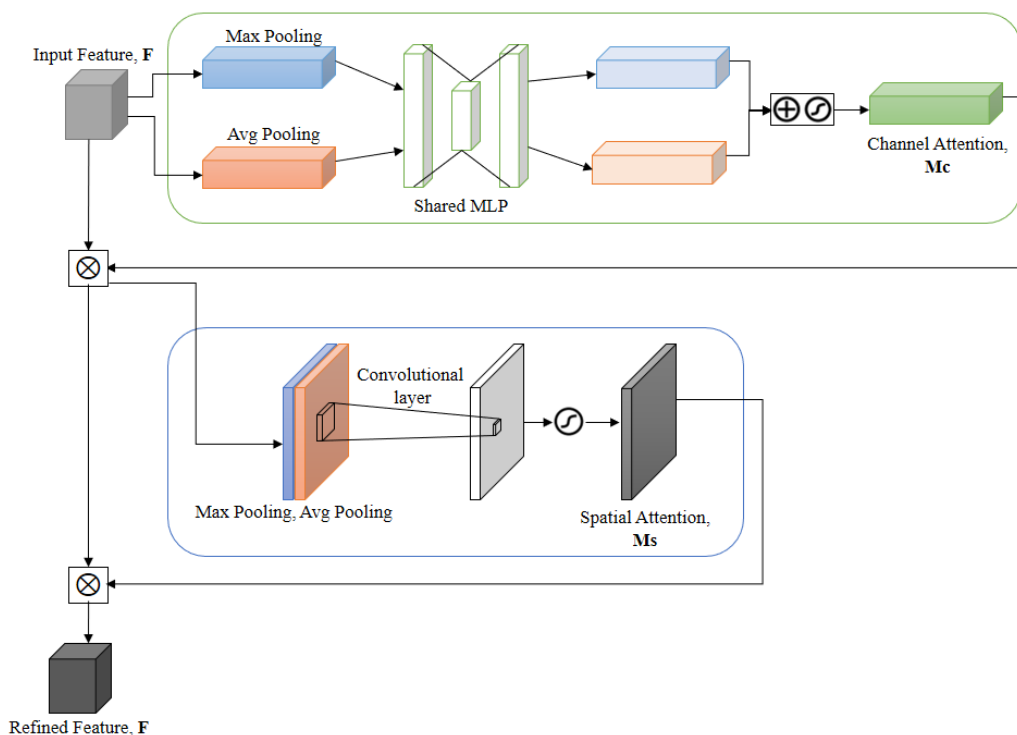 Max Pooling
Input Feature, F
Avg Pooling
Shared MLP
Channel Attention,
Mc
Convolutional
layer
Max Pooling, Avg Pooling
Spatial Attention,
Ms
Refined Feature, F